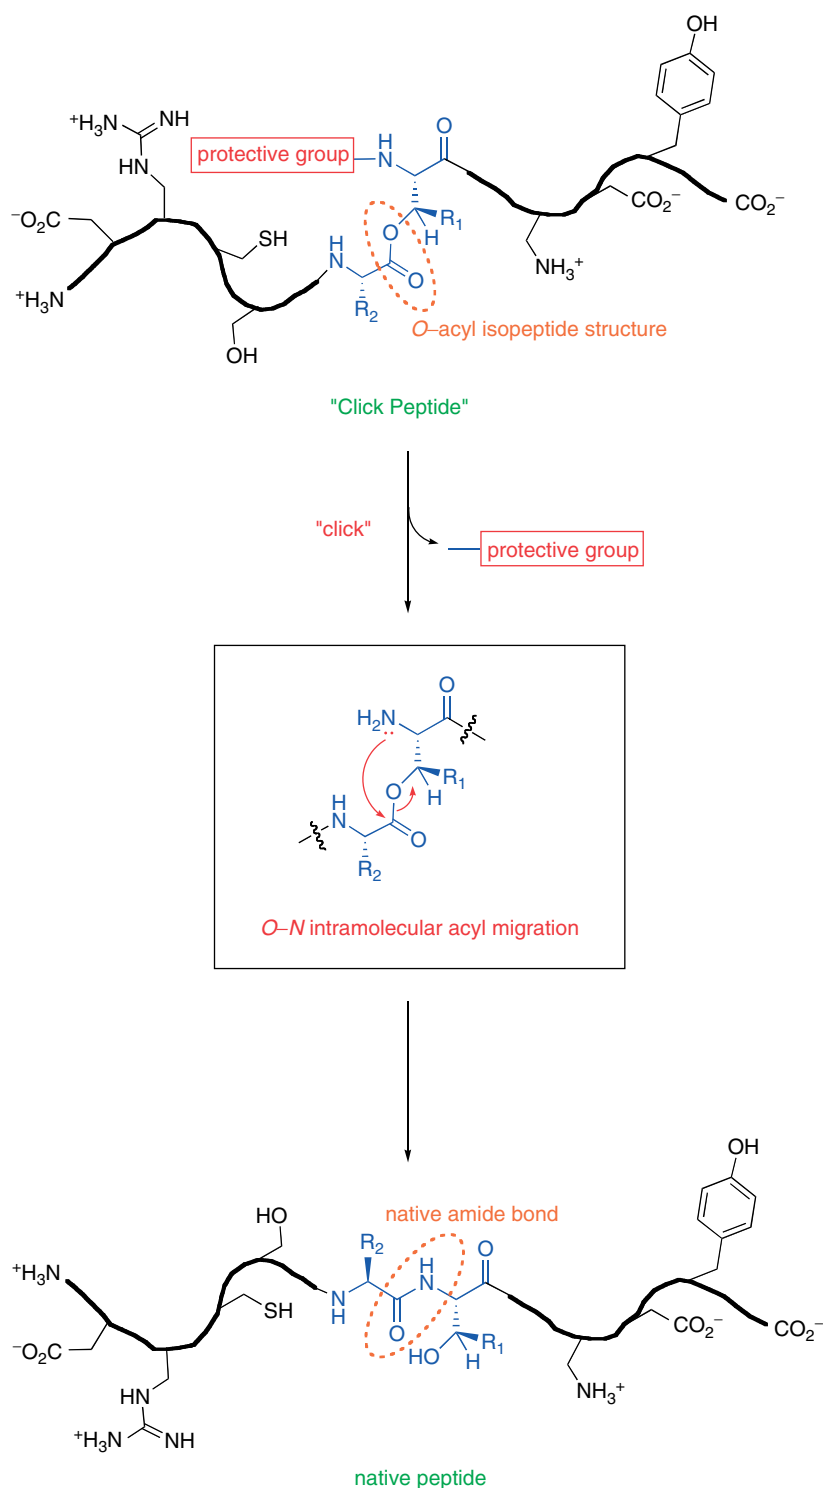 OH
⁺H₃N
NH
HN
protective group
H
N
O
⁻O₂C
SH
H
N
O
R₁
H
CO₂⁻
CO₂⁻
⁺H₃N
O
R₂
NH₃⁺
O–acyl isopeptide structure
OH
"Click Peptide"
"click"
protective group
O
H₂N
R₁
O
H
H
N
O
R₂
O–N intramolecular acyl migration
OH
native amide bond
HO
R₂
O
H
N
⁺H₃N
SH
N
H
O
R₁
HO
H
⁻O₂C
CO₂⁻
CO₂⁻
HN
NH₃⁺
⁺H₃N
NH
native peptide